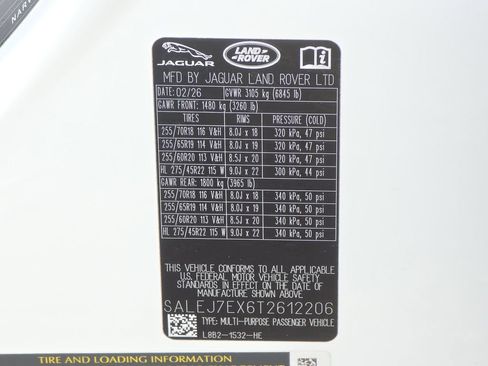 NARV
JAGUAR
LAND ROVER
MFD BY JAGUAR LAND ROVER LTD
DATE: 02/26 GVWR 3105 kg (6845 lb)
GAWR FRONT: 1480 kg (3260 lb)
TIRES RIMS PRESSURE (COLD)
255/70R18 116 V&H 8.0J x 18 320 kPa, 47 psi
255/65R19 114 V&H 8.0J x 19 320 kPa, 47 psi
255/60R20 113 V&H 8.5J x 20 320 kPa, 47 psi
HL 275/45R22 115 W 9.0J x 22 300 kPa, 44 psi
GAWR REAR: 1800 kg (3965 lb)
255/70R18 116 V&H 8.0J x 18 340 kPa, 50 psi
255/65R19 114 V&H 8.0J x 19 340 kPa, 50 psi
255/60R20 113 V&H 8.5J x 20 340 kPa, 50 psi
HL 275/45R22 115 W 9.0J x 22 340 kPa, 50 psi
THIS VEHICLE CONFORMS TO ALL APPLICABLE
U.S. FEDERAL MOTOR VEHICLE SAFETY
STANDARDS IN EFFECT ON THE DATE OF
MANUFACTURE SHOWN ABOVE.
SALEJ7EX6T2612206
TYPE: MULTI-PURPOSE PASSENGER VEHICLE
L8B2-1532-HE
TIRE AND LOADING INFORMATION